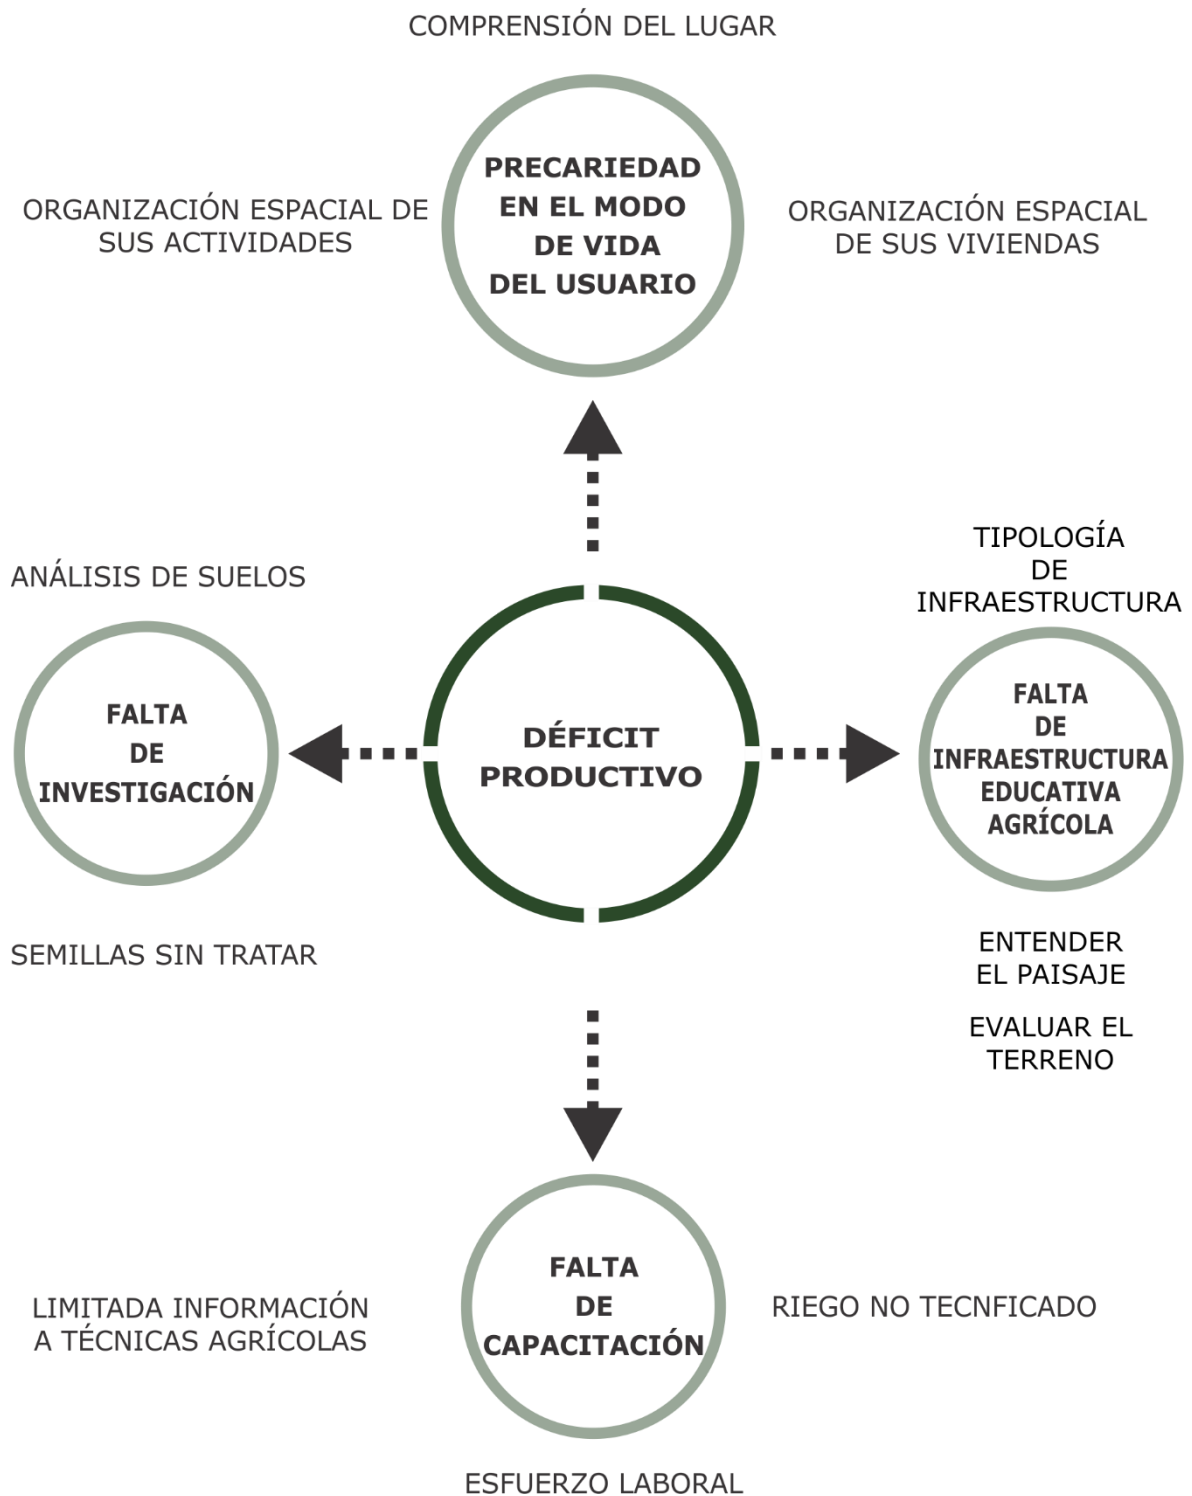 COMPRENSIÓN DEL LUGAR
PRECARIEDAD
EN EL MODO
DE VIDA
DEL USUARIO
ORGANIZACIÓN ESPACIAL DE
SUS ACTIVIDADES
ORGANIZACIÓN ESPACIAL
DE SUS VIVIENDAS
ANÁLISIS DE SUELOS
FALTA
DE
INVESTIGACIÓN
SEMILLAS SIN TRATAR
DÉFICIT
PRODUCTIVO
TIPOLOGÍA
DE
INFRAESTRUCTURA
FALTA
DE
INFRAESTRUCTURA
EDUCATIVA
AGRÍCOLA
ENTENDER
EL PAISAJE
EVALUAR EL
TERRENO
LIMITADA INFORMACIÓN
A TÉCNICAS AGRÍCOLAS
FALTA
DE
CAPACITACIÓN
RIEGO NO TECNFICADO
ESFUERZO LABORAL